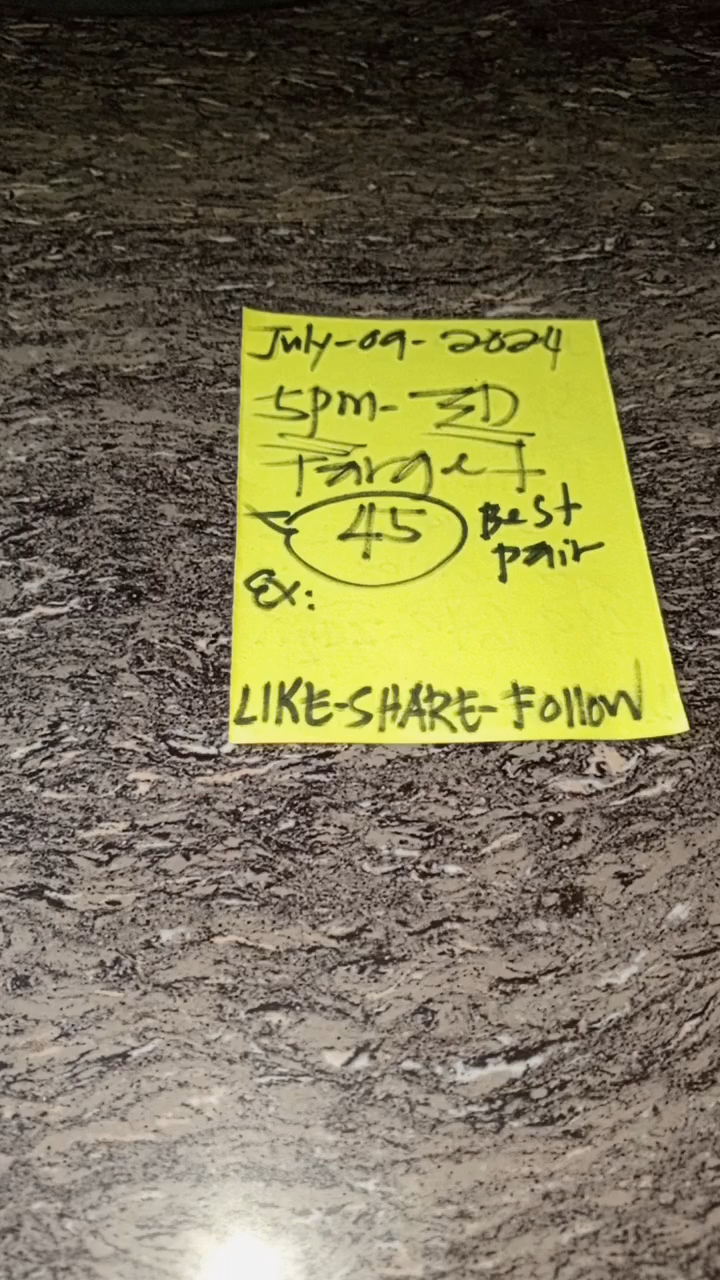 July-09-2024
5pm-3D
Target
45 Best pair
Ex:
LIKE-SHARE-Follow